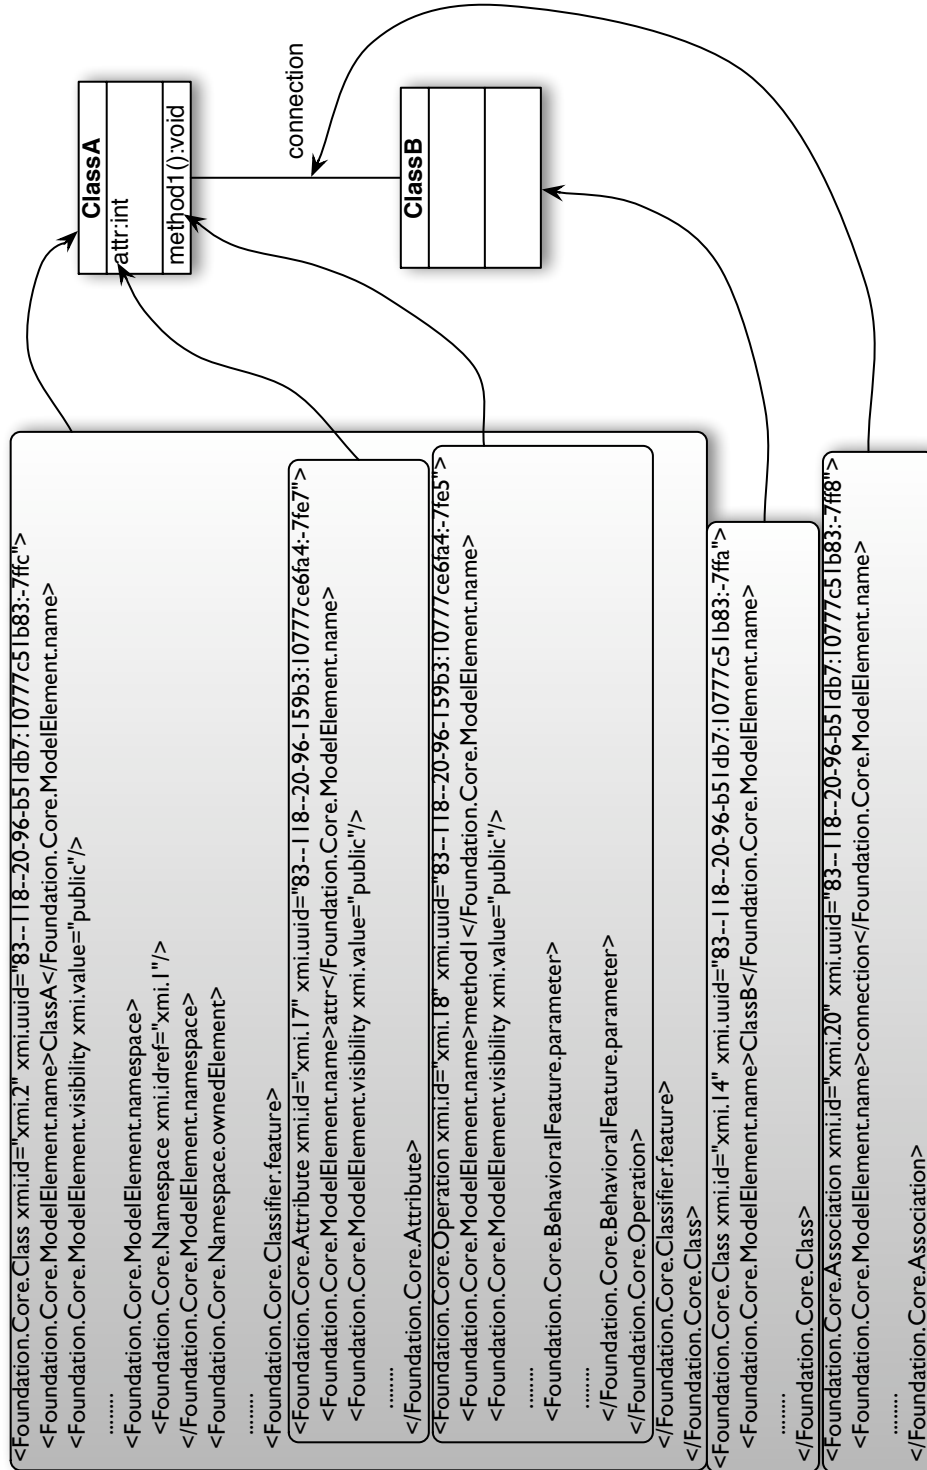 <Foundation.Core.Class xmi.id="xmi.2" xmi.uuid="83--118--20-96-b51db7:10777c51b83:-7ffc">
<Foundation.Core.ModelElement.name>ClassA</Foundation.Core.ModelElement.name>
<Foundation.Core.ModelElement.visibility xmi.value="public"/>
.........
<Foundation.Core.ModelElement.namespace>
<Foundation.Core.Namespace xmi.idref="xmi.1"/>
</Foundation.Core.ModelElement.namespace>
<Foundation.Core.Namespace.ownedElement>
.........
<Foundation.Core.Classifier.feature>
<Foundation.Core.Attribute xmi.id="xmi.17" xmi.uuid="83--118--20-96-159b3:10777ce6fa4:-7fe7">
<Foundation.Core.ModelElement.name>attr</Foundation.Core.ModelElement.name>
<Foundation.Core.ModelElement.visibility xmi.value="public"/>
.........
</Foundation.Core.Attribute>
<Foundation.Core.Operation xmi.id="xmi.18" xmi.uuid="83--118--20-96-159b3:10777ce6fa4:-7fe5">
<Foundation.Core.ModelElement.name>method1</Foundation.Core.ModelElement.name>
<Foundation.Core.ModelElement.visibility xmi.value="public"/>
.........
<Foundation.Core.BehavioralFeature.parameter>
.........
</Foundation.Core.BehavioralFeature.parameter>
</Foundation.Core.Operation>
</Foundation.Core.Classifier.feature>
</Foundation.Core.Class>
<Foundation.Core.Class xmi.id="xmi.14" xmi.uuid="83--118--20-96-b51db7:10777c51b83:-7ffa">
<Foundation.Core.ModelElement.name>ClassB</Foundation.Core.ModelElement.name>
.........
</Foundation.Core.Class>
<Foundation.Core.Association xmi.id="xmi.20" xmi.uuid="83--118--20-96-b51db7:10777c51b83:-7ff8">
<Foundation.Core.ModelElement.name>connection</Foundation.Core.ModelElement.name>
.........
</Foundation.Core.Association>
ClassA
attr:int
method1():void
connection
ClassB